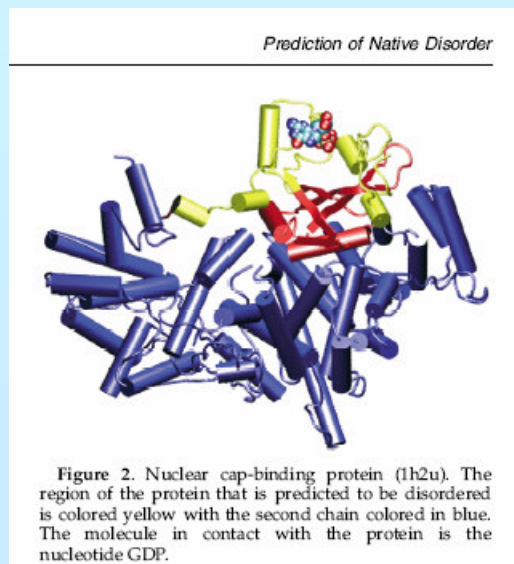 Prediction of Native Disorder
Figure 2. Nuclear cap-binding protein (1h2u). The
region of the protein that is predicted to be disordered
is colored yellow with the second chain colored in blue.
The molecule in contact with the protein is the
nucleotide GDP.